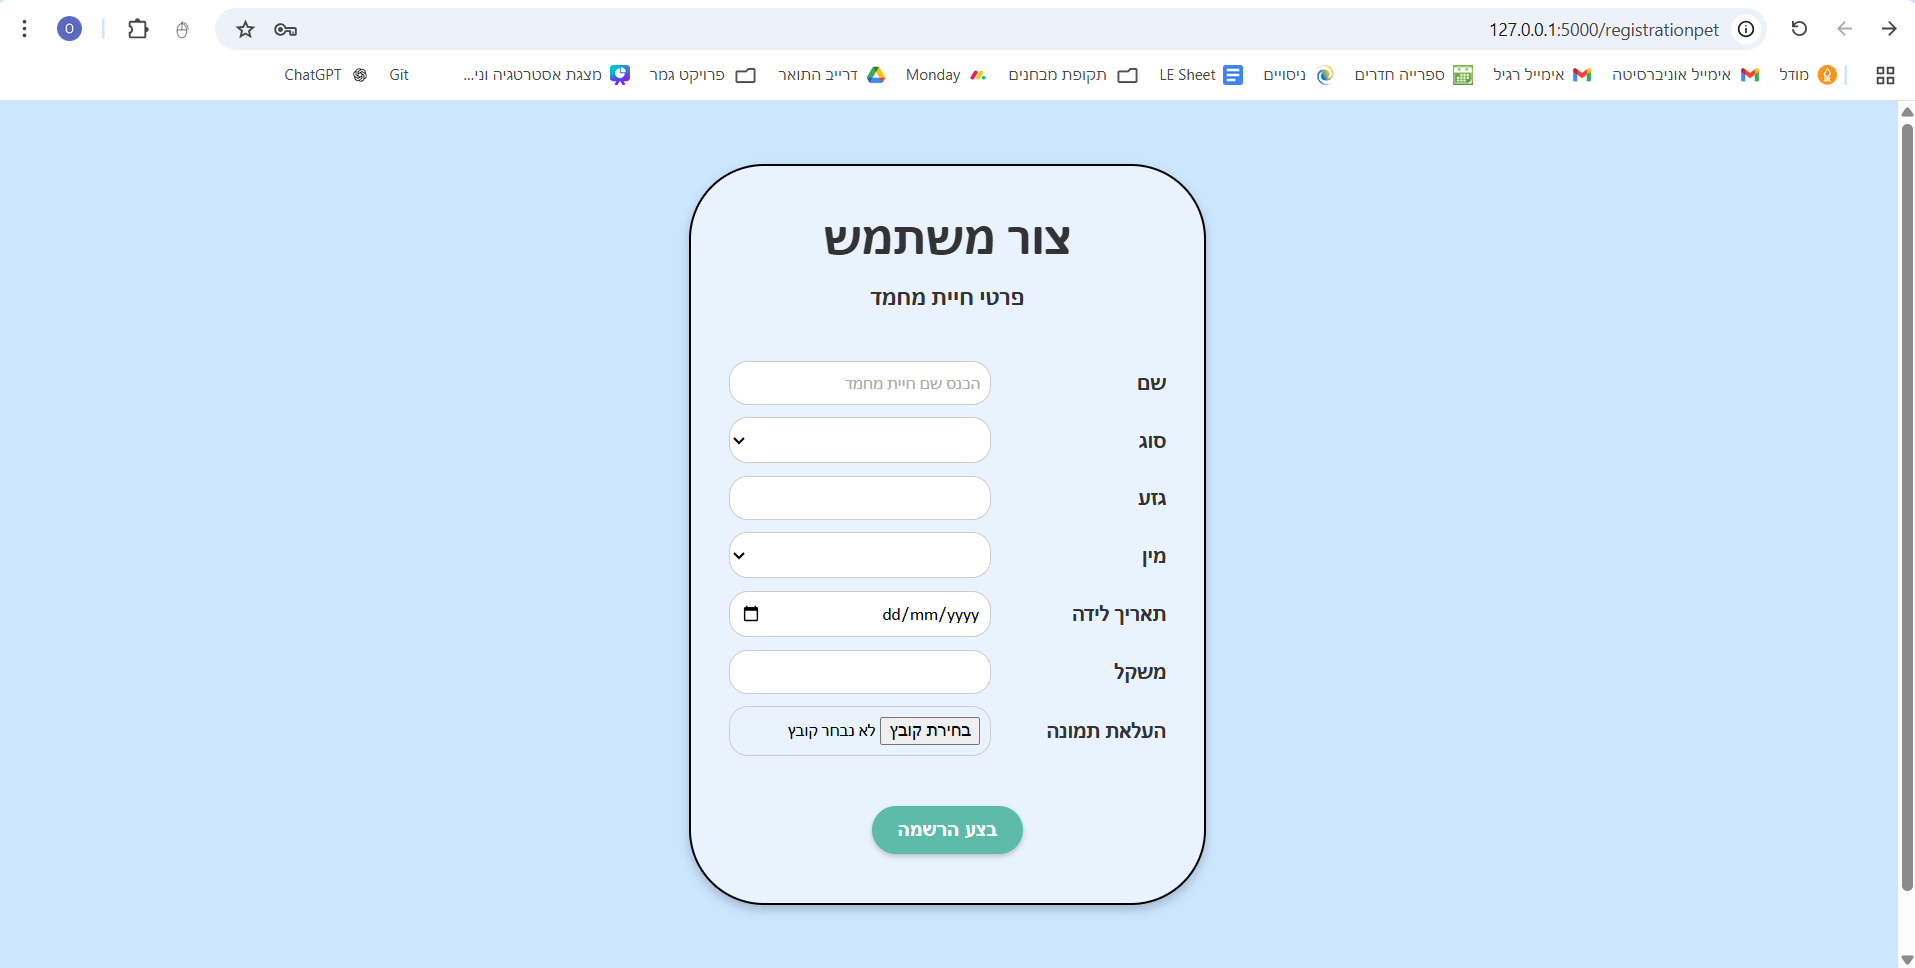 127.0.0.1:5000/registrationpet
O
מודל
אימייל אוניברסיטה
אימייל רגיל
ספרייה חדרים
ניסויים
LE Sheet
תקופת מבחנים
Monday
דרייב התואר
פרויקט גמר
מצגת אסטרטגיה וני...
Git
ChatGPT
צור משתמש
פרטי חיית מחמד
שם
הכנס שם חיית מחמד
סוג
גזע
מין
תאריך לידה
dd/mm/yyyy
משקל
העלאת תמונה
בחירת קובץ לא נבחר קובץ
בצע הרשמה